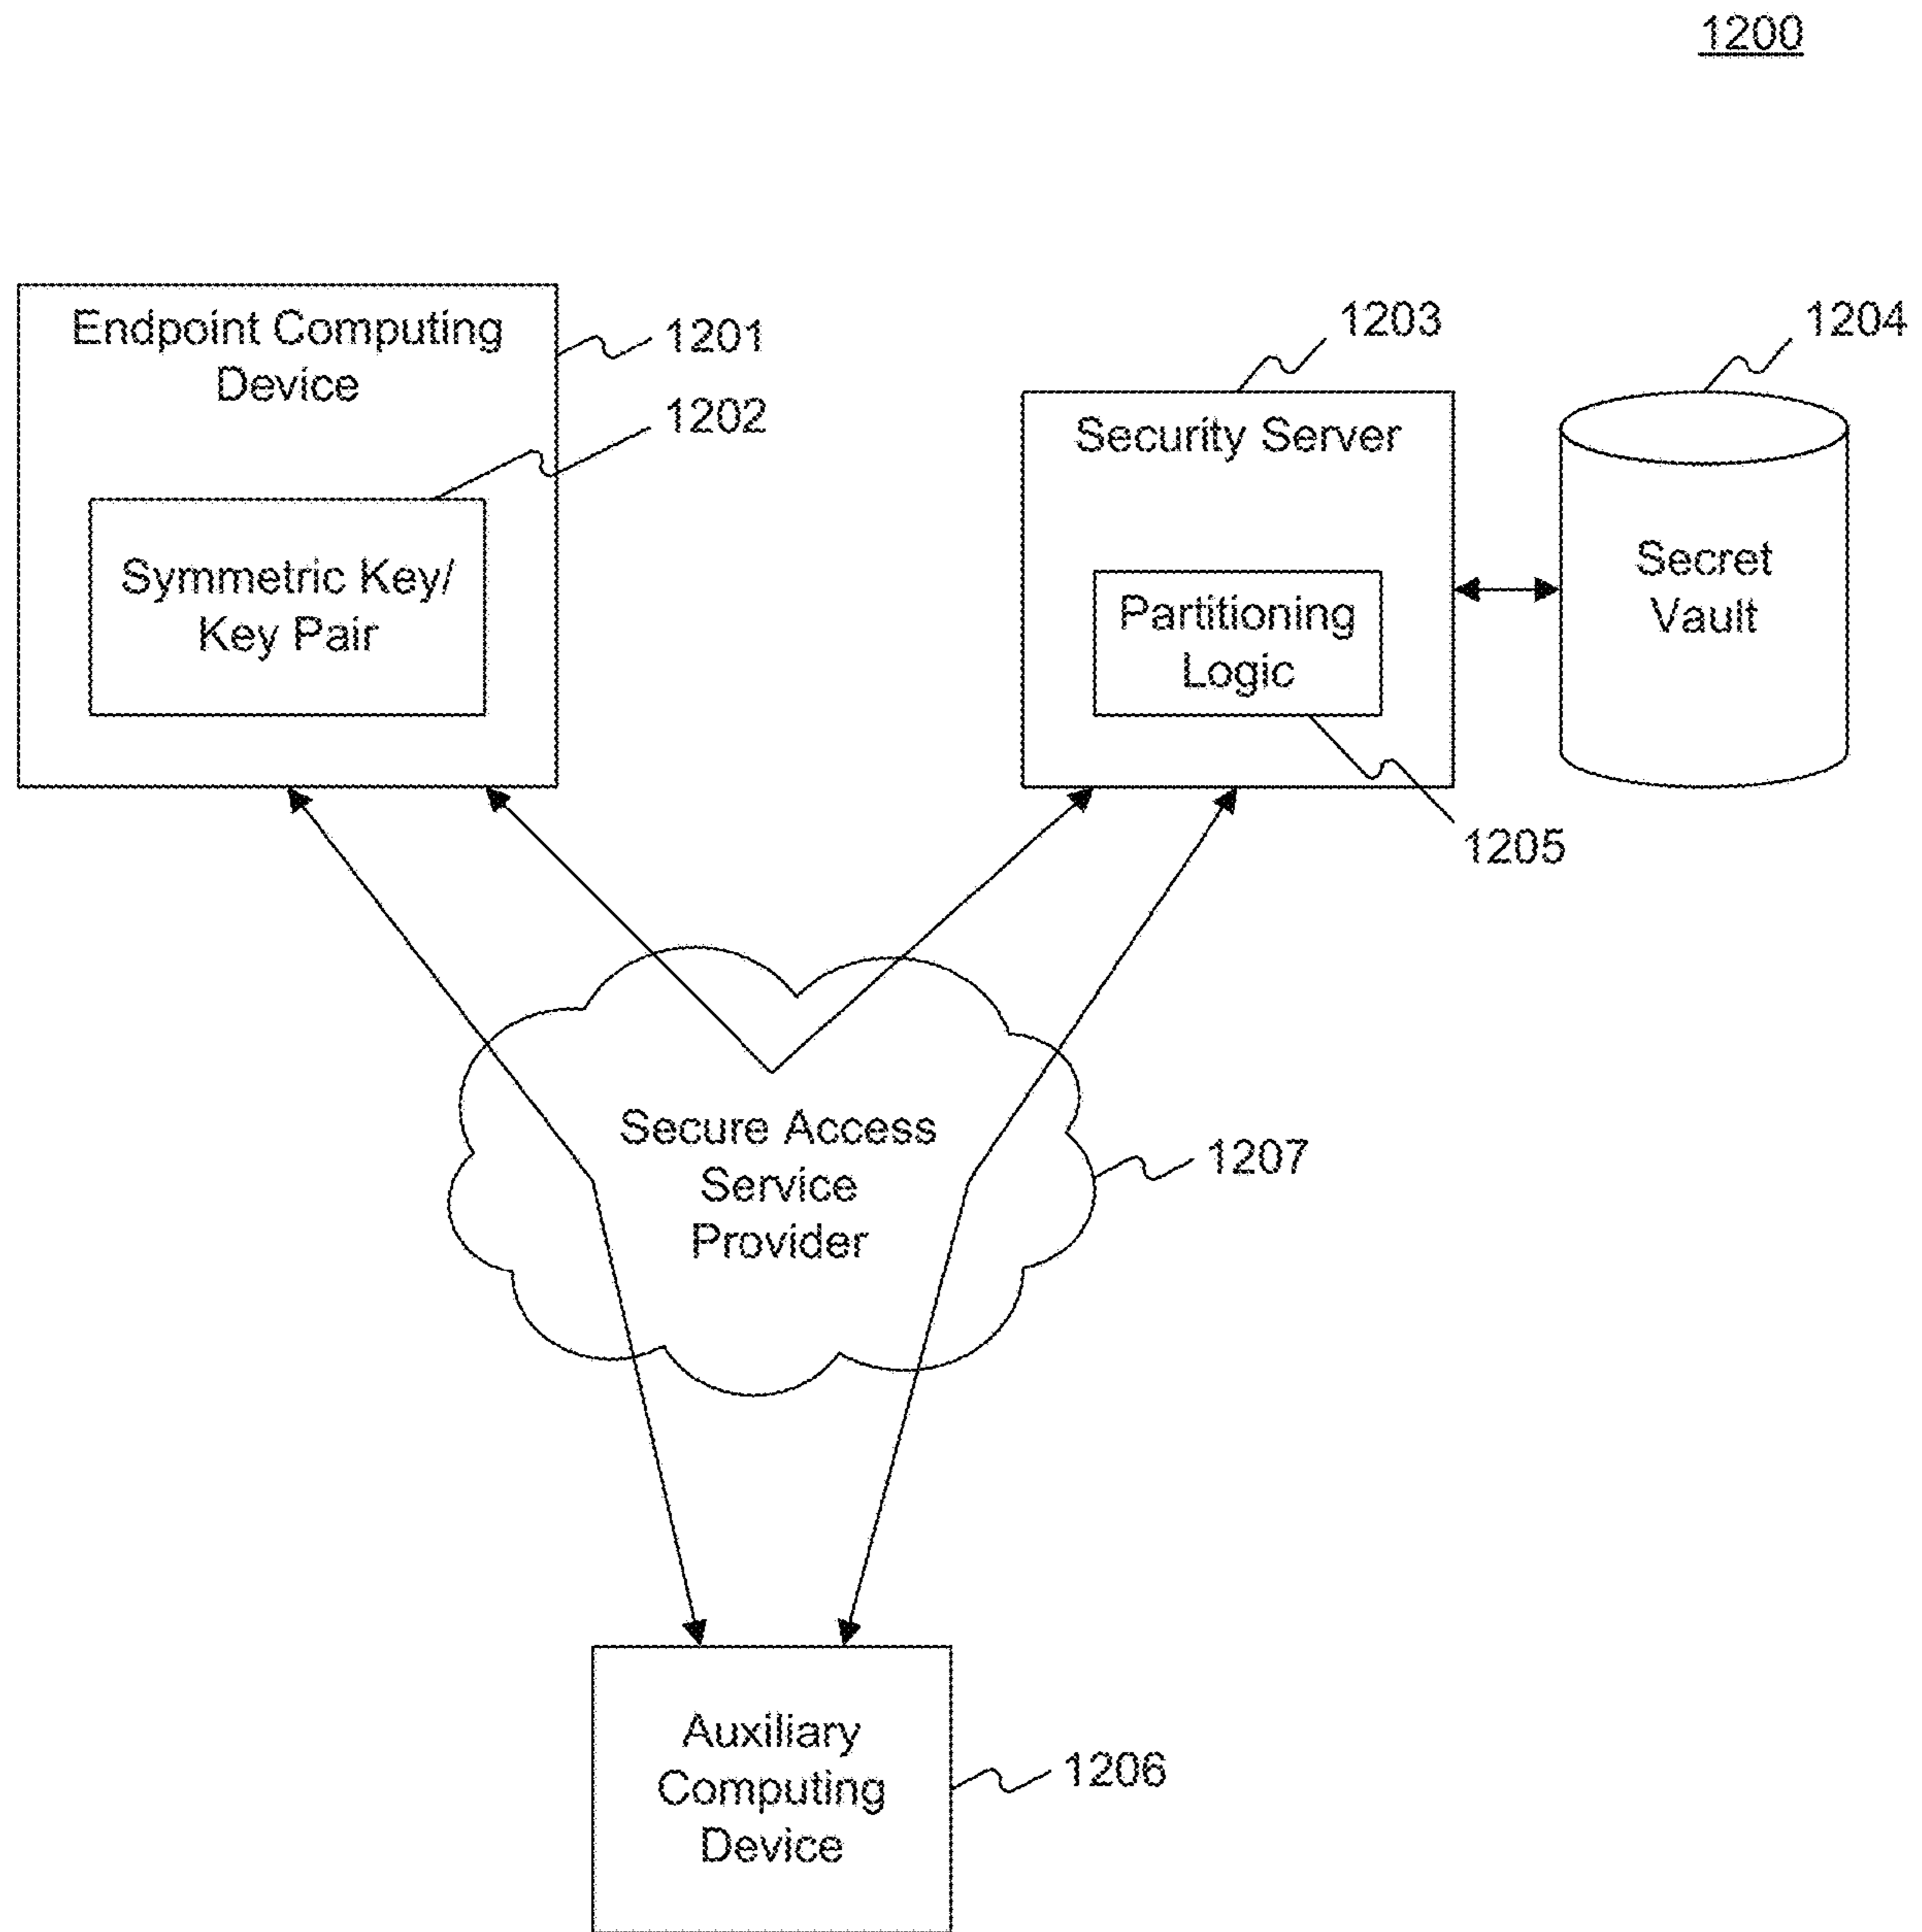 1200
Endpoint Computing
Device
1201
1202
Symmetric Key/
Key Pair
1203
Security Server
Partitioning
Logic
1205
1204
Secret
Vault
Secure Access
Service
Provider
1207
Auxiliary
Computing
Device
1206